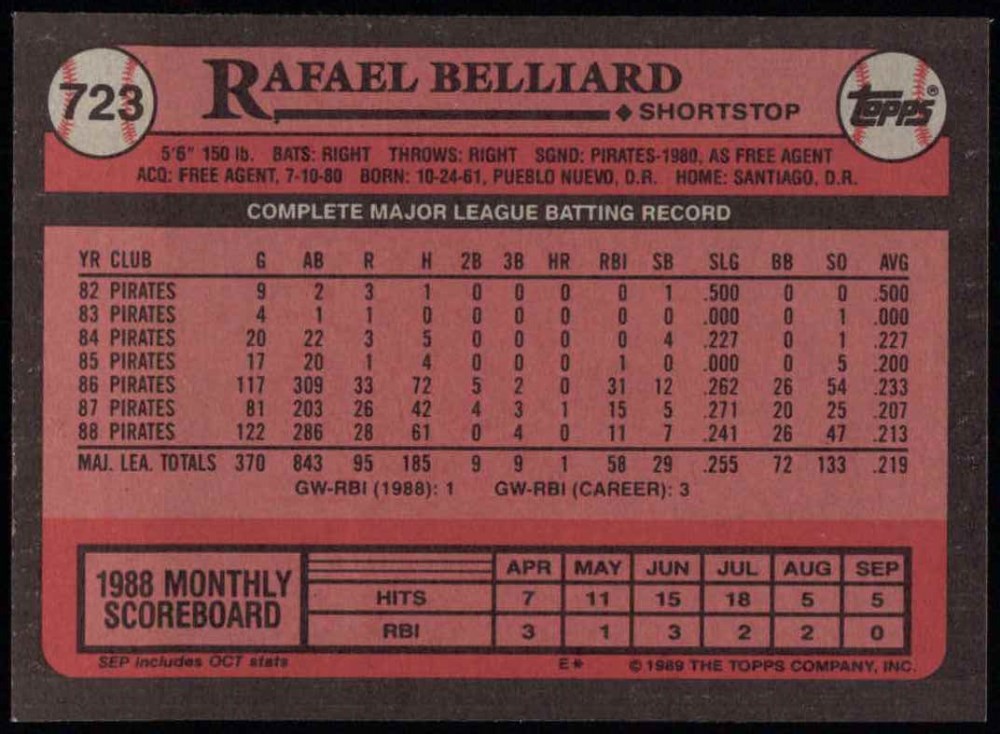 723
RAFAEL BELLIARD
◆ SHORTSTOP
TOPPS®
5'6" 150 lb. BATS: RIGHT THROWS: RIGHT SGND: PIRATES-1980, AS FREE AGENT
ACQ: FREE AGENT, 7-10-80 BORN: 10-24-61, PUEBLO NUEVO, D.R. HOME: SANTIAGO, D.R.
COMPLETE MAJOR LEAGUE BATTING RECORD
YR CLUB G AB R H 2B 3B HR RBI SB SLG BB SO AVG
82 PIRATES 9 2 3 1 0 0 0 0 1 .500 0 0 .500
83 PIRATES 4 1 1 0 0 0 0 0 0 .000 0 1 .000
84 PIRATES 20 22 3 5 0 0 0 0 4 .227 0 1 .227
85 PIRATES 17 20 1 4 0 0 0 1 0 .000 0 5 .200
86 PIRATES 117 309 33 72 5 2 0 31 12 .262 26 54 .233
87 PIRATES 81 203 26 42 4 3 1 15 5 .271 20 25 .207
88 PIRATES 122 286 28 61 0 4 0 11 7 .241 26 47 .213
MAJ. LEA. TOTALS 370 843 95 185 9 9 1 58 29 .255 72 133 .219
GW-RBI (1988): 1 GW-RBI (CAREER): 3
1988 MONTHLY
SCOREBOARD
APR MAY JUN JUL AUG SEP
HITS 7 11 15 18 5 5
RBI 3 1 3 2 2 0
SEP includes OCT stats E* © 1989 THE TOPPS COMPANY, INC.